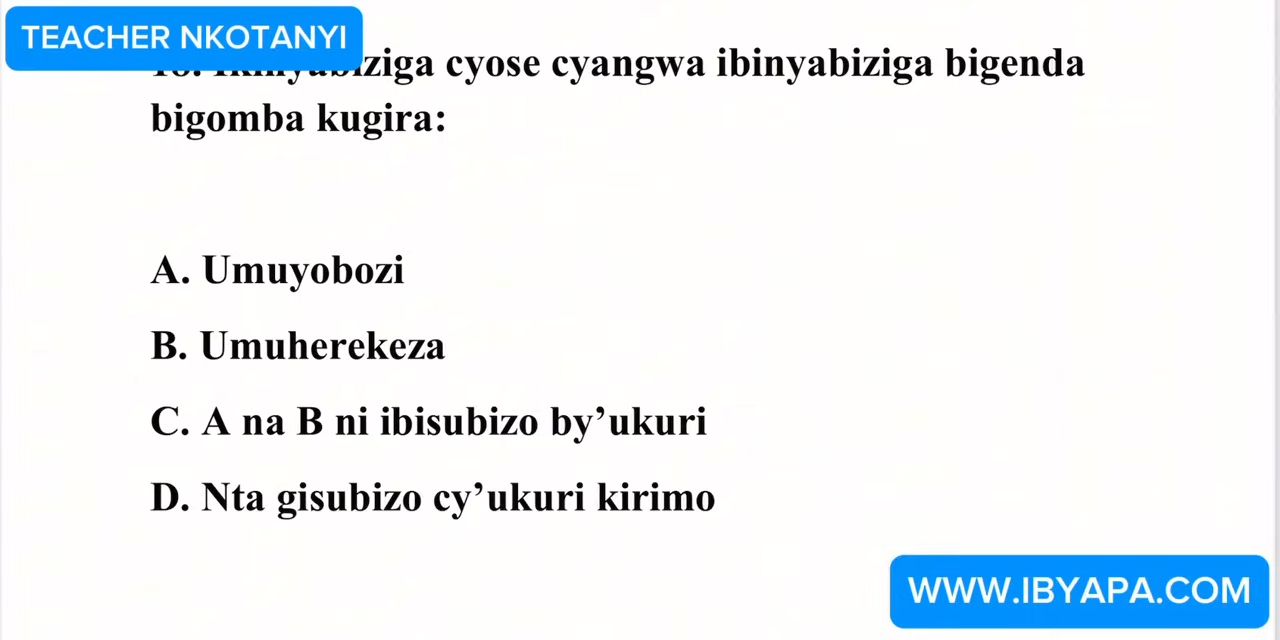 TEACHER NKOTANYI
cyose cyangwa ibinyabiziga bigenda
bigomba kugira:
A. Umuyobozi
B. Umuherekeza
C. A na B ni ibisubizo by’ukuri
D. Nta gisubizo cy’ukuri kirimo
WWW.IBYAPA.COM